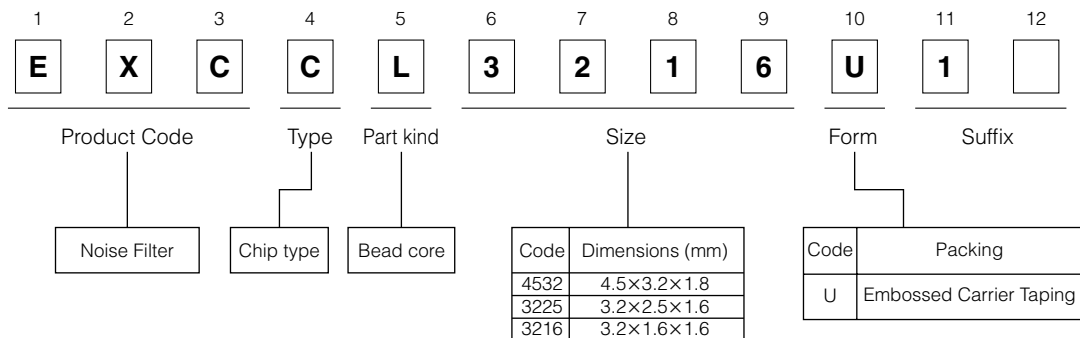 1 2 3 4 5 6 7 8 9 10 11 12
E X C C L 3 2 1 6 U 1
Product Code Type Part kind Size Form Suffix
Noise Filter Chip type Bead core
Code Dimensions (mm)
4532 4.5×3.2×1.8
3225 3.2×2.5×1.6
3216 3.2×1.6×1.6
Code Packing
U Embossed Carrier Taping